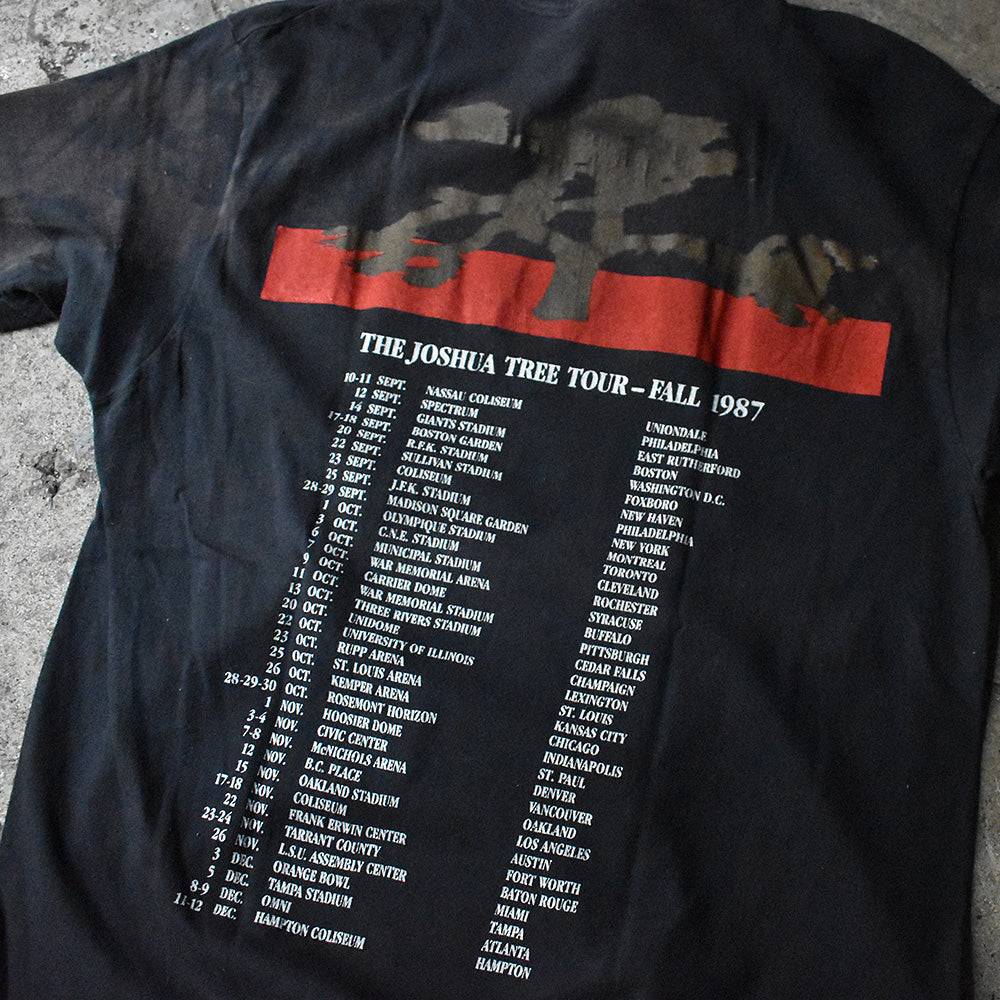 THE JOSHUA TREE TOUR – FALL 1987
10-11 SEPT. NASSAU COLISEUM UNIONDALE
12 SEPT. SPECTRUM PHILADELPHIA
14 SEPT. GIANTS STADIUM EAST RUTHERFORD
17-18 SEPT. BOSTON GARDEN BOSTON
20 SEPT. R.F.K. STADIUM WASHINGTON D.C.
22 SEPT. SULLIVAN STADIUM FOXBORO
23 SEPT. COLISEUM NEW HAVEN
25 SEPT. J.F.K. STADIUM PHILADELPHIA
28-29 SEPT. MADISON SQUARE GARDEN NEW YORK
1 OCT. OLYMPIQUE STADIUM MONTREAL
3 OCT. C.N.E. STADIUM TORONTO
6 OCT. MUNICIPAL STADIUM CLEVELAND
7 OCT. WAR MEMORIAL ARENA ROCHESTER
9 OCT. CARRIER DOME SYRACUSE
11 OCT. WAR MEMORIAL STADIUM BUFFALO
13 OCT. THREE RIVERS STADIUM PITTSBURGH
20 OCT. UNIDOME CEDAR FALLS
22 OCT. UNIVERSITY OF ILLINOIS CHAMPAIGN
23 OCT. RUPP ARENA LEXINGTON
25 OCT. ST. LOUIS ARENA ST. LOUIS
26 OCT. KEMPER ARENA KANSAS CITY
28-29-30 OCT. ROSEMONT HORIZON CHICAGO
1 NOV. HOOSIER DOME INDIANAPOLIS
3-4 NOV. CIVIC CENTER ST. PAUL
7-8 NOV. McNICHOLS ARENA DENVER
12 NOV. B.C. PLACE VANCOUVER
15 NOV. OAKLAND STADIUM OAKLAND
17-18 NOV. COLISEUM LOS ANGELES
22 NOV. FRANK ERWIN CENTER AUSTIN
23-24 NOV. TARRANT COUNTY FORT WORTH
26 NOV. L.S.U. ASSEMBLY CENTER BATON ROUGE
3 DEC. ORANGE BOWL MIAMI
5 DEC. TAMPA STADIUM TAMPA
8-9 DEC. OMNI ATLANTA
11-12 DEC. HAMPTON COLISEUM HAMPTON